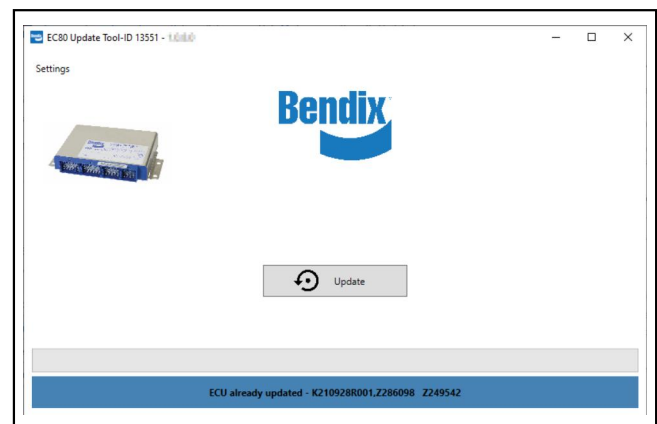 EC80 Update Tool-ID 13551 -
Settings
Bendix
Update
ECU already updated - K210928R001,Z286098 Z249542